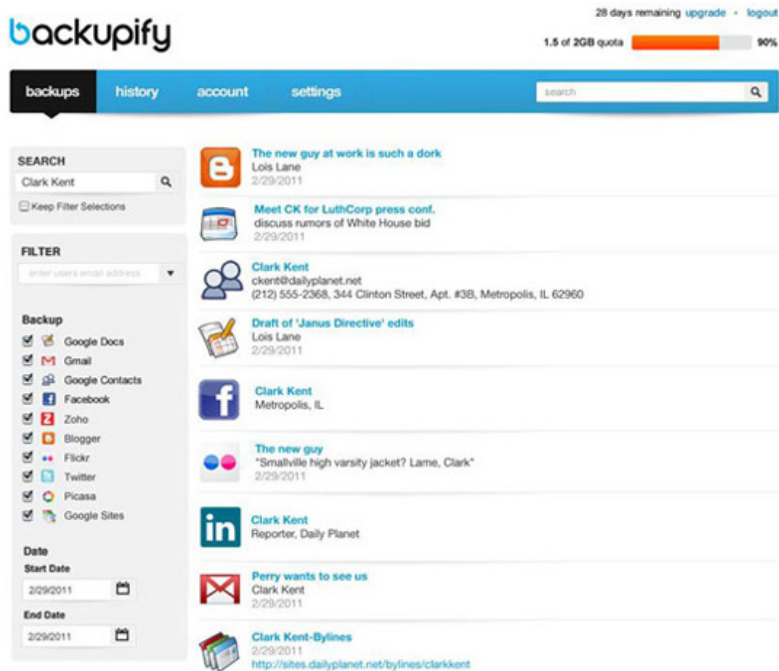 28 days remaining upgrade - logout
backupify
1.5 of 2GB quota 90%
backups history account settings
search
SEARCH
Clark Kent
Keep Filter Selections
FILTER
enter users email address
Backup
Google Docs
Gmail
Google Contacts
Facebook
Zoho
Blogger
Flickr
Twitter
Picasa
Google Sites
Date
Start Date
2/29/2011
End Date
2/29/2011
The new guy at work is such a dork
Lois Lane
2/29/2011
Meet CK for LuthCorp press conf.
discuss rumors of White House bid
2/29/2011
Clark Kent
ckent@dailyplanet.net
(212) 555-2368, 344 Clinton Street, Apt. #3B, Metropolis, IL 62960
Draft of 'Janus Directive' edits
Lois Lane
2/29/2011
Clark Kent
Metropolis, IL
The new guy
"Smallville high varsity jacket? Lame, Clark"
2/29/2011
Clark Kent
Reporter, Daily Planet
Perry wants to see us
Clark Kent
2/29/2011
Clark Kent-Bylines
2/29/2011
http://sites.dailyplanet.net/bylines/clarkkent